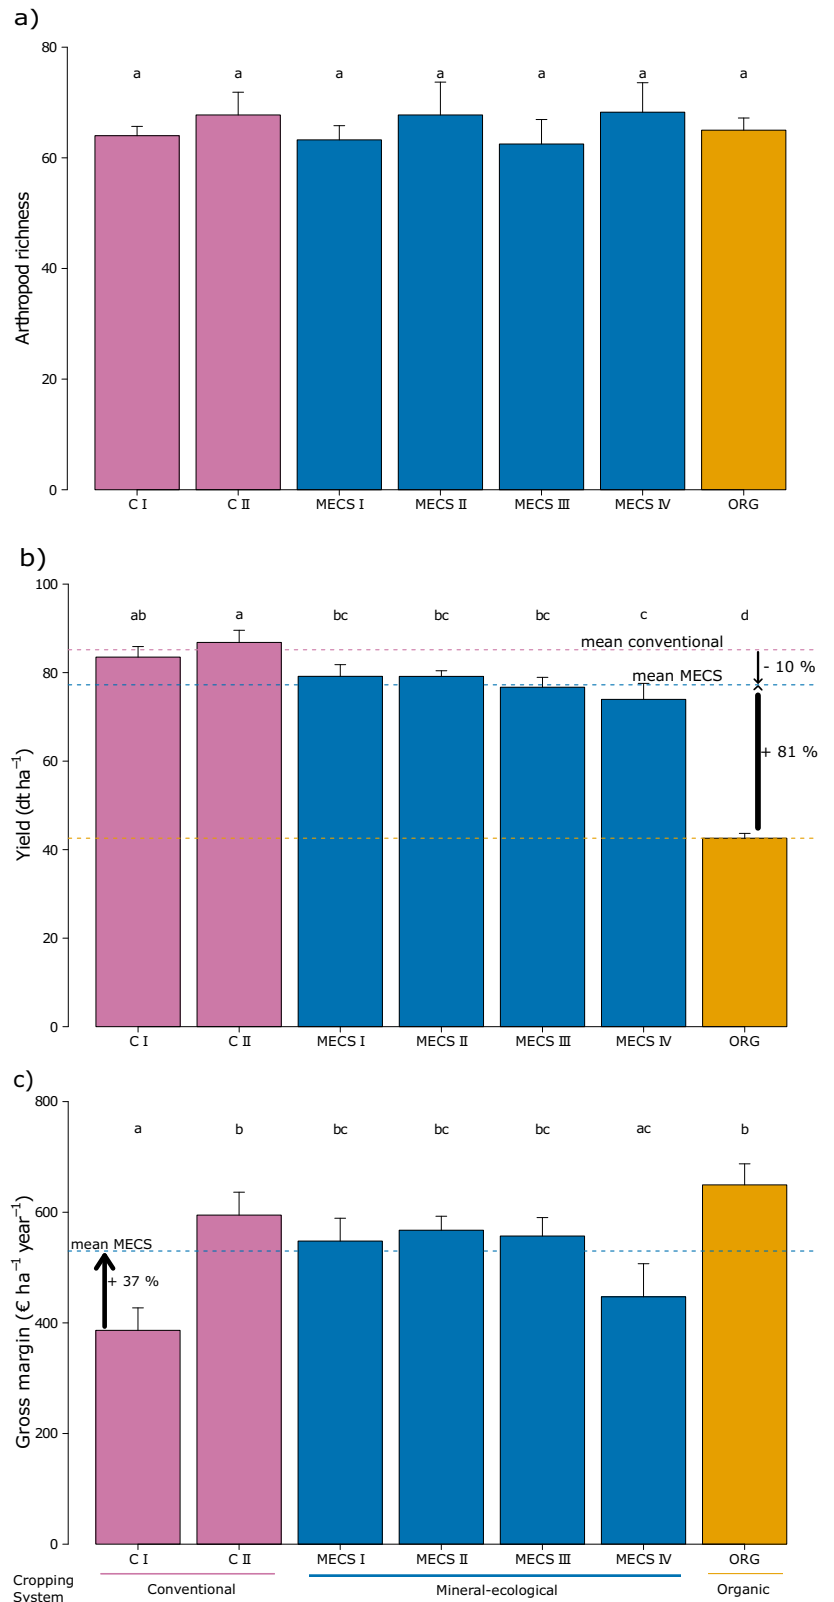 a)
Arthropod richness
80
60
40
20
0
a a a a a a a
C I C II MECS I MECS II MECS III MECS IV ORG
b)
Yield (dt ha⁻¹)
100
80
60
40
20
0
ab a bc bc bc c d
mean conventional
- 10 %
mean MECS
+ 81 %
C I C II MECS I MECS II MECS III MECS IV ORG
c)
Gross margin (€ ha⁻¹ year⁻¹)
800
600
400
200
0
a b bc bc bc ac b
mean MECS
+ 37 %
C I C II MECS I MECS II MECS III MECS IV ORG
Cropping
System
Conventional Mineral-ecological Organic